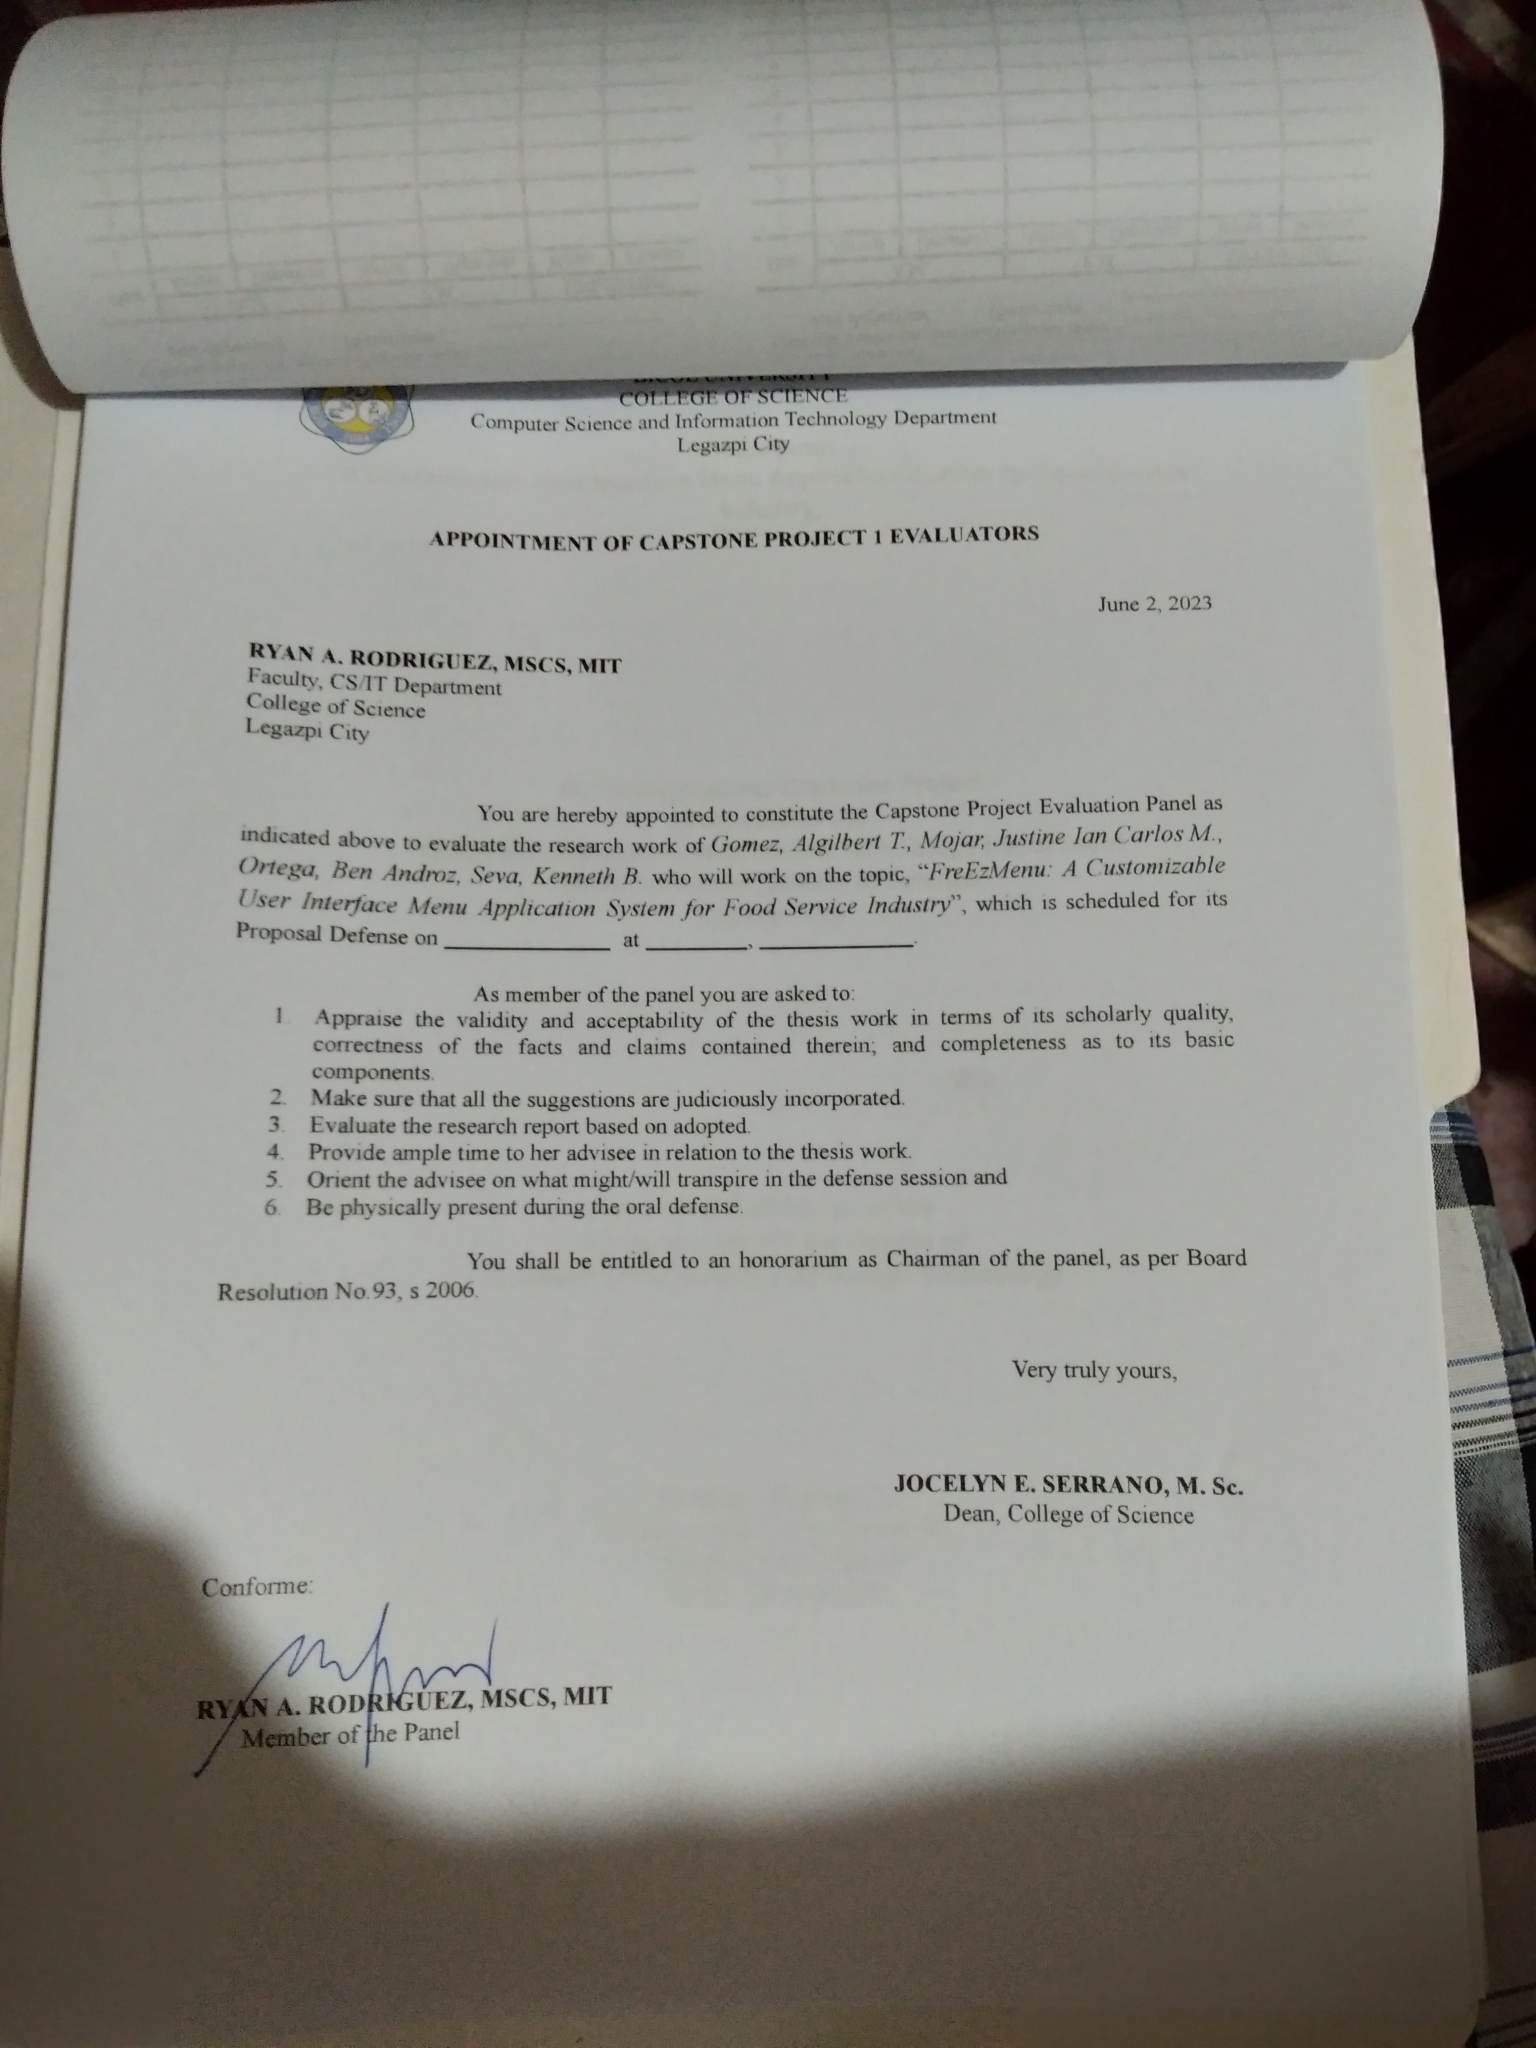 BICOL UNIVERSITY
COLLEGE OF SCIENCE
Computer Science and Information Technology Department
Legazpi City
APPOINTMENT OF CAPSTONE PROJECT 1 EVALUATORS
June 2, 2023
RYAN A. RODRIGUEZ, MSCS, MIT
Faculty, CS/IT Department
College of Science
Legazpi City
You are hereby appointed to constitute the Capstone Project Evaluation Panel as
indicated above to evaluate the research work of Gomez, Algilbert T., Mojar, Justine Ian Carlos M.,
Ortega, Ben Androz, Seva, Kenneth B. who will work on the topic, “FreEzMenu: A Customizable
User Interface Menu Application System for Food Service Industry”, which is scheduled for its
Proposal Defense on ______________ at _________, _____________.
As member of the panel you are asked to:
1. Appraise the validity and acceptability of the thesis work in terms of its scholarly quality,
correctness of the facts and claims contained therein; and completeness as to its basic
components.
2. Make sure that all the suggestions are judiciously incorporated.
3. Evaluate the research report based on adopted.
4. Provide ample time to her advisee in relation to the thesis work.
5. Orient the advisee on what might/will transpire in the defense session and
6. Be physically present during the oral defense.
You shall be entitled to an honorarium as Chairman of the panel, as per Board
Resolution No.93, s 2006.
Very truly yours,
JOCELYN E. SERRANO, M. Sc.
Dean, College of Science
Conforme:
RYAN A. RODRIGUEZ, MSCS, MIT
Member of the Panel